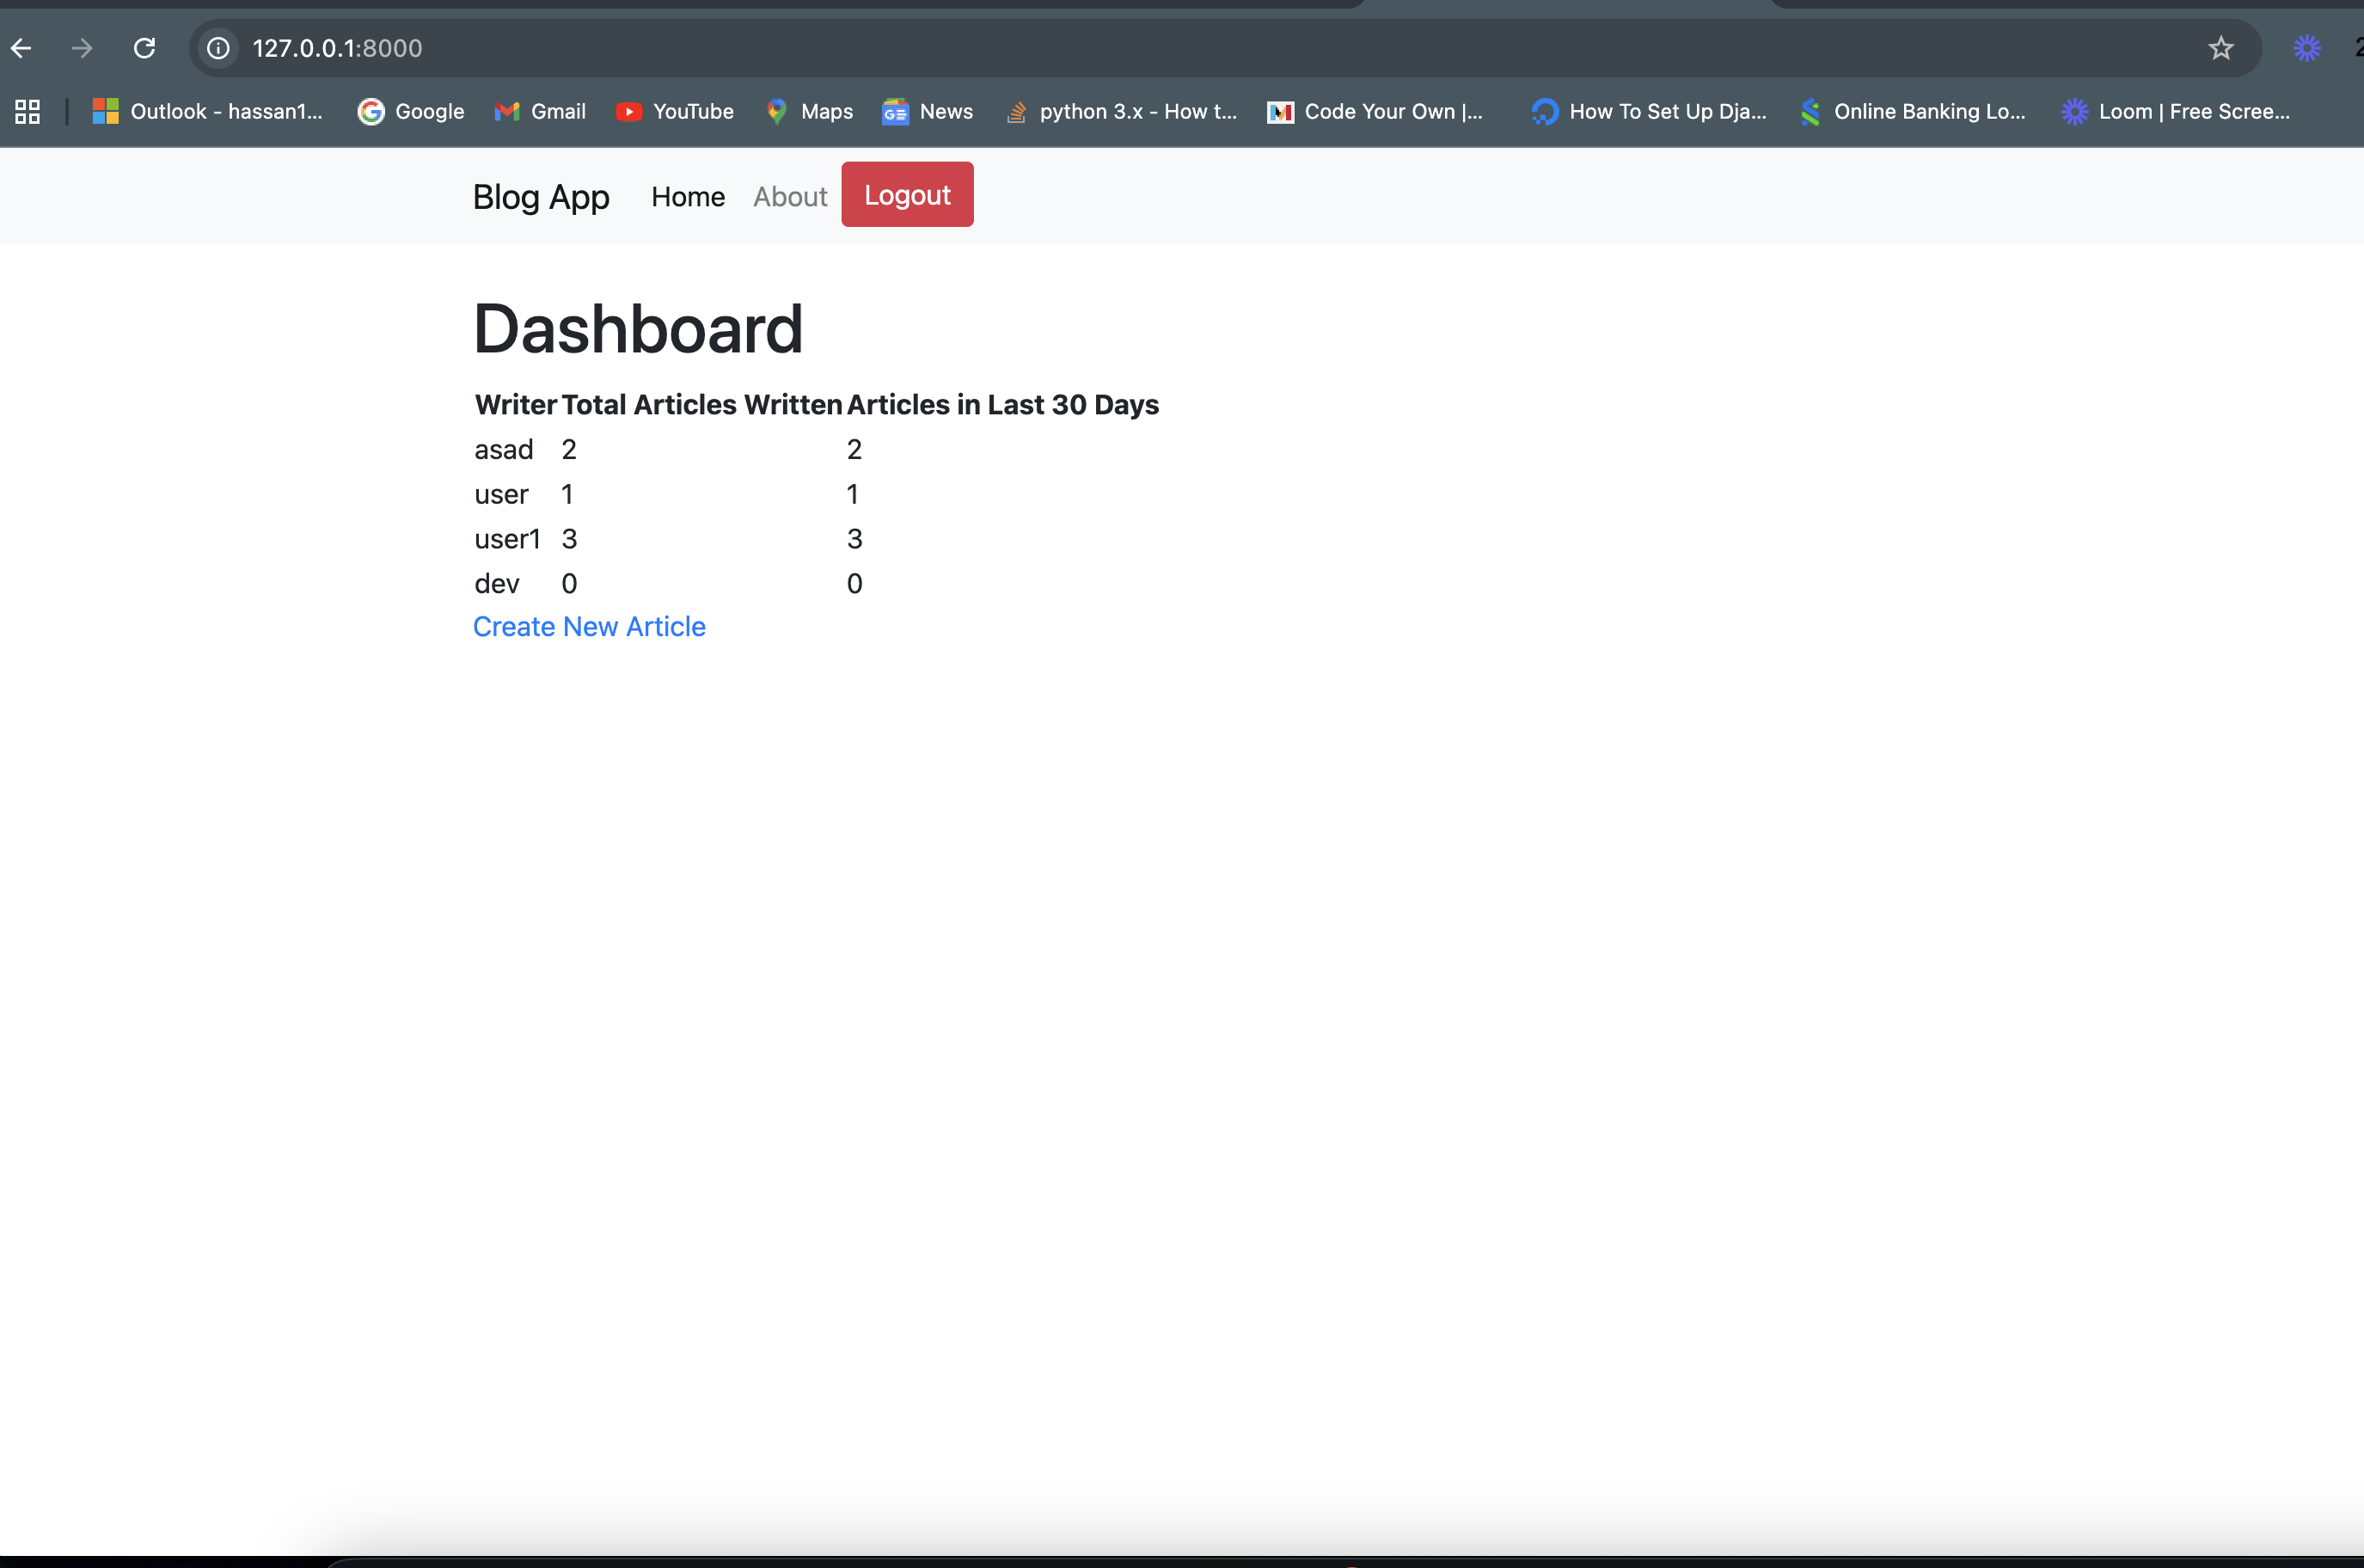 127.0.0.1:8000
Outlook - hassan1... Google Gmail YouTube Maps News python 3.x - How t... Code Your Own |... How To Set Up Dja... Online Banking Lo... Loom | Free Scree...
Blog App Home About Logout
Dashboard
Writer Total Articles Written Articles in Last 30 Days
asad 2 2
user 1 1
user1 3 3
dev 0 0
Create New Article